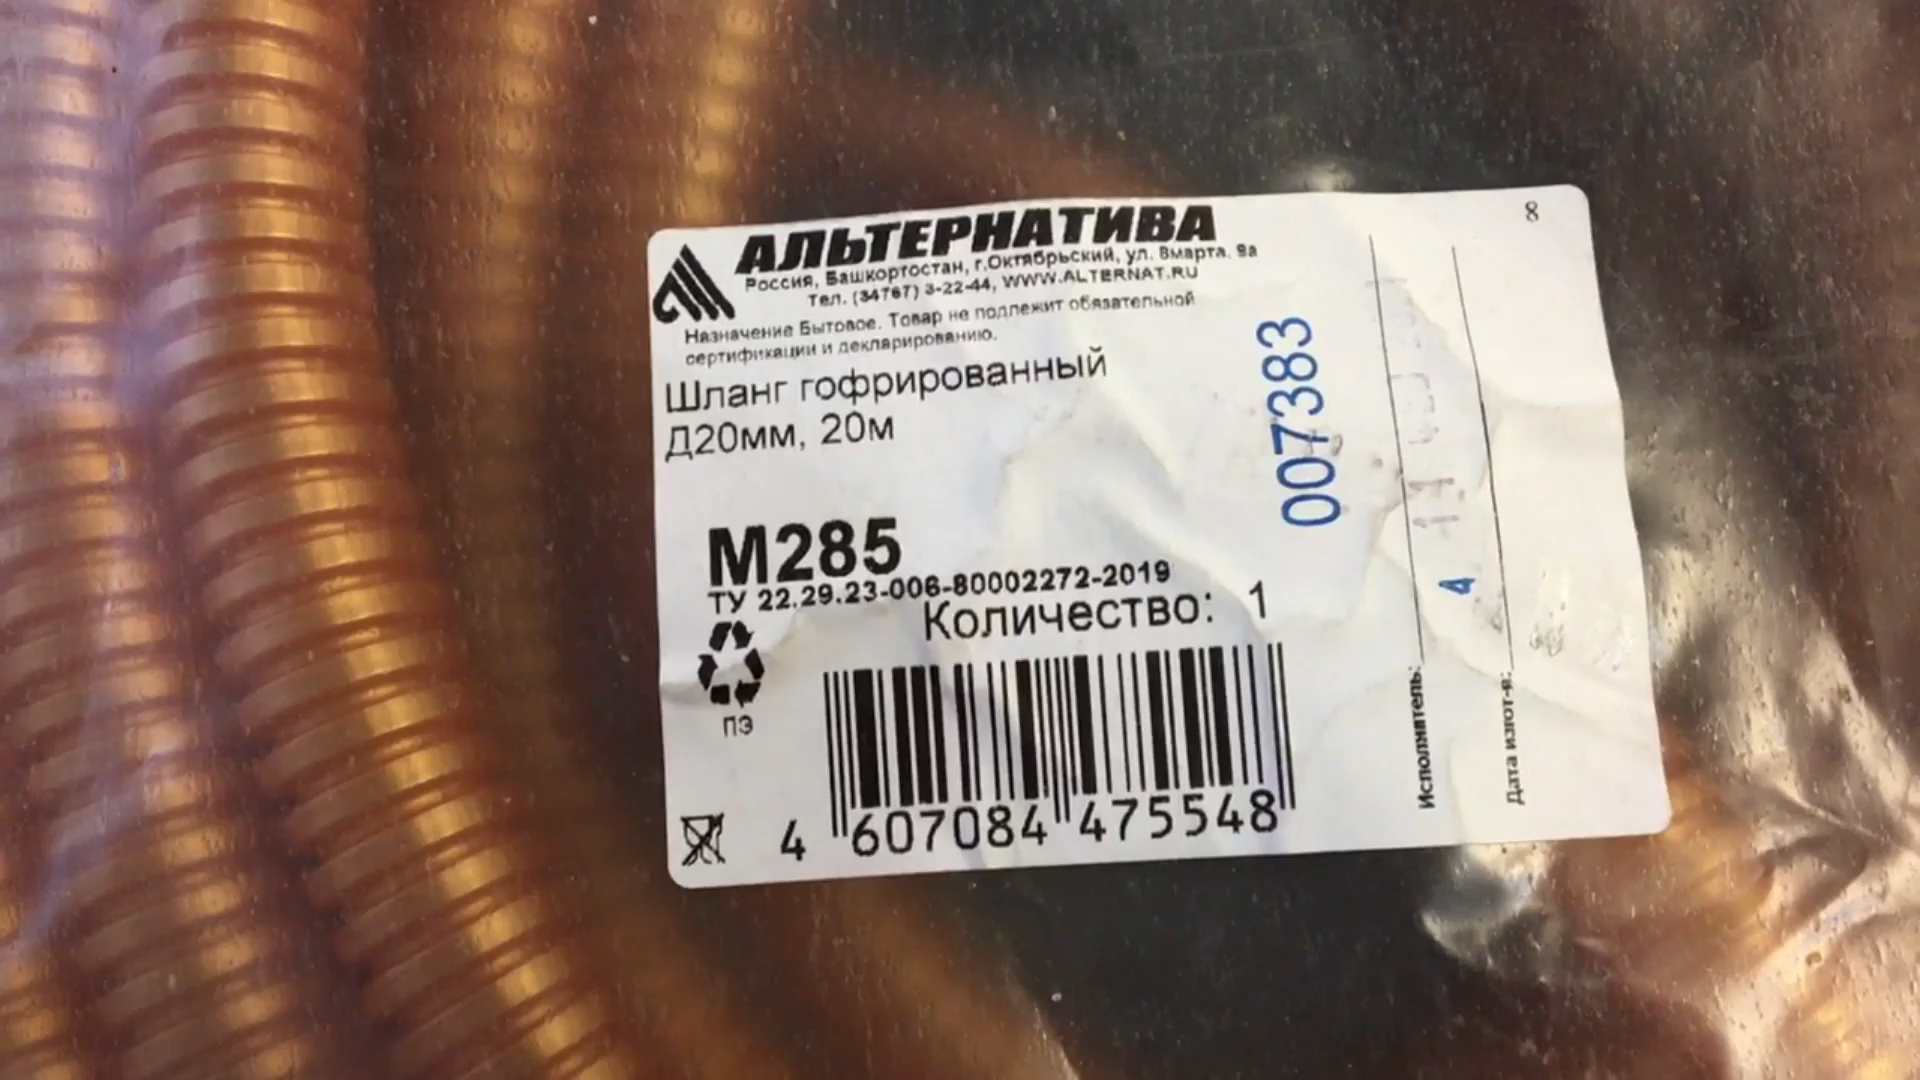 АЛЬТЕРНАТИВА
Россия, Башкортостан, г.Октябрьский, ул. 8марта. 9а
Тел. (34767) 3-22-44, WWW.ALTERNAT.RU
Назначение Бытовое. Товар не подлежит обязательной
сертификации и декларированию.
Шланг гофрированный
Д20мм, 20м
М285
ТУ 22.29.23-006-80002272-2019
Количество: 1
ПЭ
4 607084 475548
007383
Исполнитель:
4
Дата изгот-я:
8